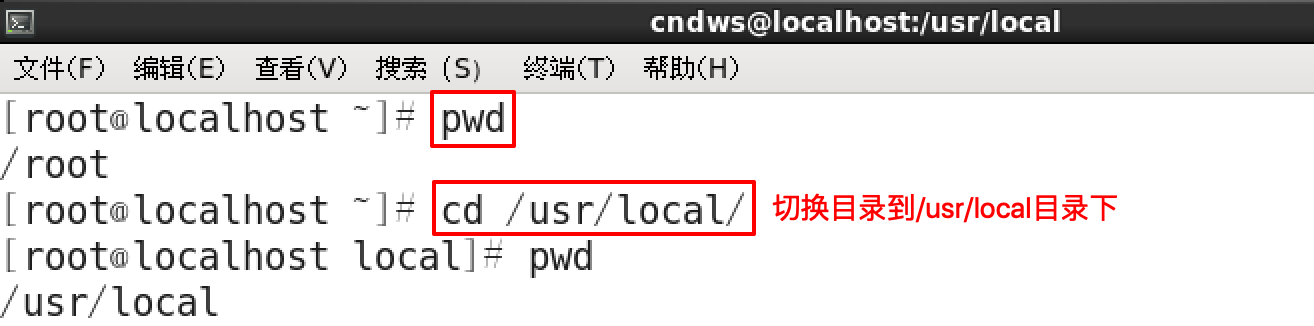 cndws@localhost:/usr/local
文件(F) 编辑(E) 查看(V) 搜索 (S) 终端(T) 帮助(H)
[root@localhost ~]# pwd
/root
[root@localhost ~]# cd /usr/local/ 切换目录到/usr/local目录下
[root@localhost local]# pwd
/usr/local